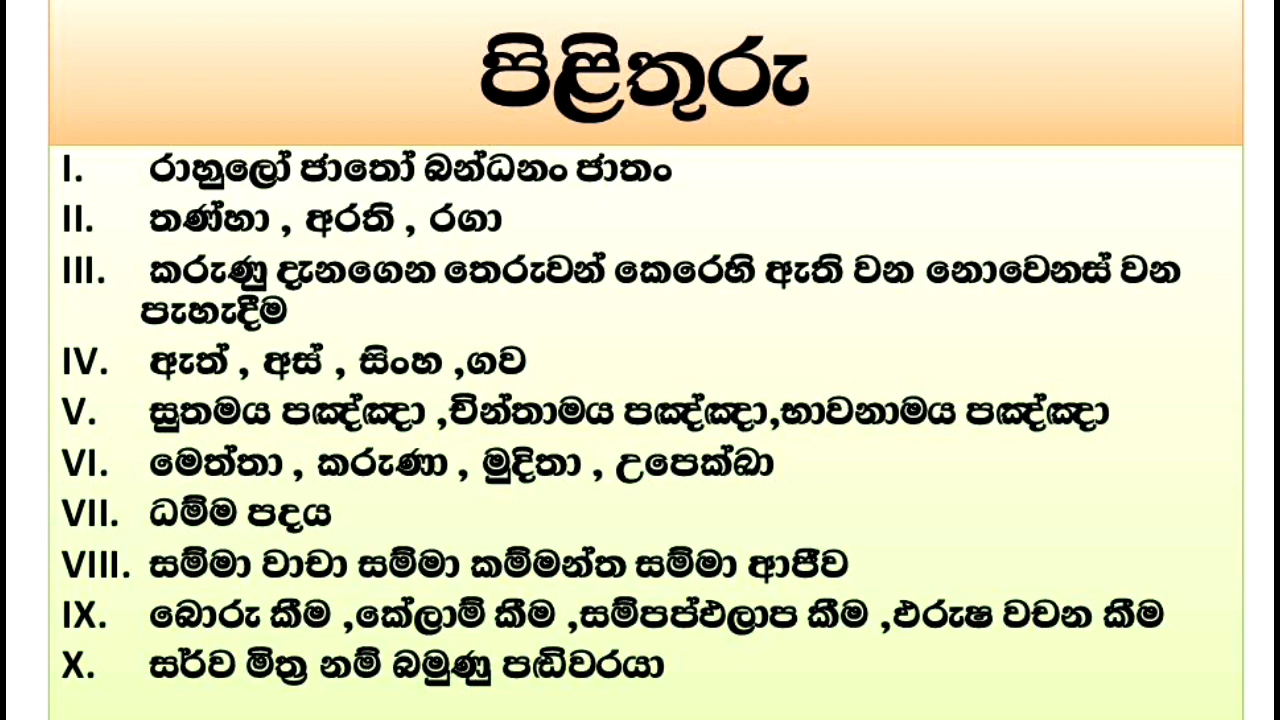 පිළිතුරු
I. රාහුලෝ ජාතෝ බන්ධනං ජාතං
II. තණ්හා , අරති , රගා
III. කරුණු දැනගෙන තෙරුවන් කෙරෙහි ඇති වන නොවෙනස් වන
පැහැදීම
IV. ඇත් , අස් , සිංහ ,ගව
V. සුතමය පඤ්ඤා ,චින්තාමය පඤ්ඤා,භාවනාමය පඤ්ඤා
VI. මෙත්තා , කරුණා , මුදිතා , උපෙක්ඛා
VII. ධම්ම පදය
VIII. සම්මා වාචා සම්මා කම්මන්ත සම්මා ආජීව
IX. බොරු කීම ,කේලාම් කීම ,සම්පප්ඵලාප කීම ,ඵරුෂ වචන කීම
X. සර්ව මිත්‍ර නම් බමුණු පඬිවරයා